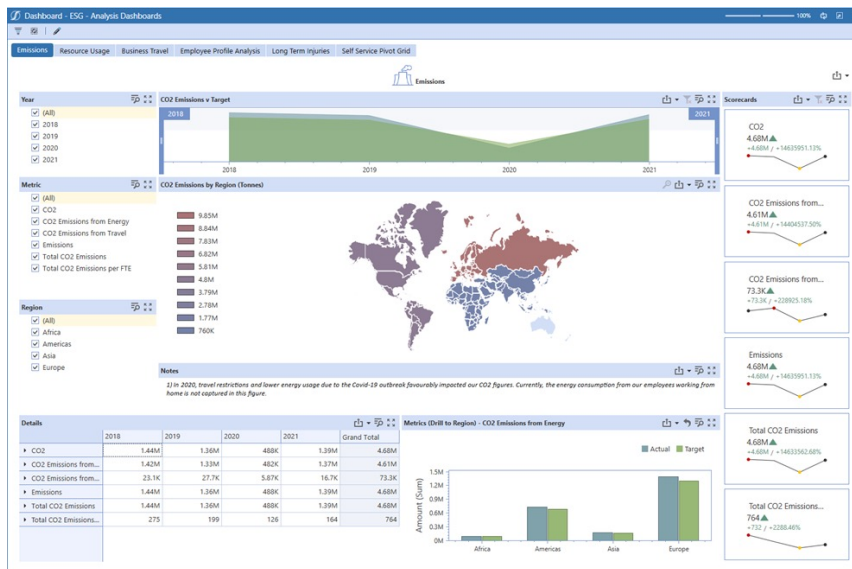 Dashboard - ESG - Analysis Dashboards
100%
Emissions
Resource Usage
Business Travel
Employee Profile Analysis
Long Term Injuries
Self Service Pivot Grid
Emissions
Year
(All)
2018
2019
2020
2021
Metric
(All)
CO2
CO2 Emissions from Energy
CO2 Emissions from Travel
Emissions
Total CO2 Emissions
Total CO2 Emissions per FTE
Region
(All)
Africa
Americas
Asia
Europe
CO2 Emissions v Target
2018
2021
2018 2019 2020 2021
CO2 Emissions by Region (Tonnes)
9.85M
8.84M
7.83M
6.82M
5.81M
4.8M
3.79M
2.78M
1.77M
760K
Notes
1) In 2020, travel restrictions and lower energy usage due to the Covid-19 outbreak favourably impacted our CO2 figures. Currently, the energy consumption from our employees working from
home is not captured in this figure.
Scorecards
CO2
4.68M
+4.68M / +14635951.13%
CO2 Emissions from...
4.61M
+4.61M / +14404537.50%
CO2 Emissions from...
73.3K
+73.3K / +228925.18%
Emissions
4.68M
+4.68M / +14635951.13%
Total CO2 Emissions
4.68M
+4.68M / +14633562.68%
Total CO2 Emissions...
764
+732 / +2288.46%
Details
2018 2019 2020 2021 Grand Total
CO2 1.44M 1.36M 488K 1.39M 4.68M
CO2 Emissions from... 1.42M 1.33M 482K 1.37M 4.61M
CO2 Emissions from... 23.1K 27.7K 5.87K 16.7K 73.3K
Emissions 1.44M 1.36M 488K 1.39M 4.68M
Total CO2 Emissions 1.44M 1.36M 488K 1.39M 4.68M
Total CO2 Emissions... 275 199 126 164 764
Metrics (Drill to Region) - CO2 Emissions from Energy
Actual Target
Amount (Sum)
1.5M
1.2M
0.9M
0.6M
0.3M
0.0M
Africa Americas Asia Europe